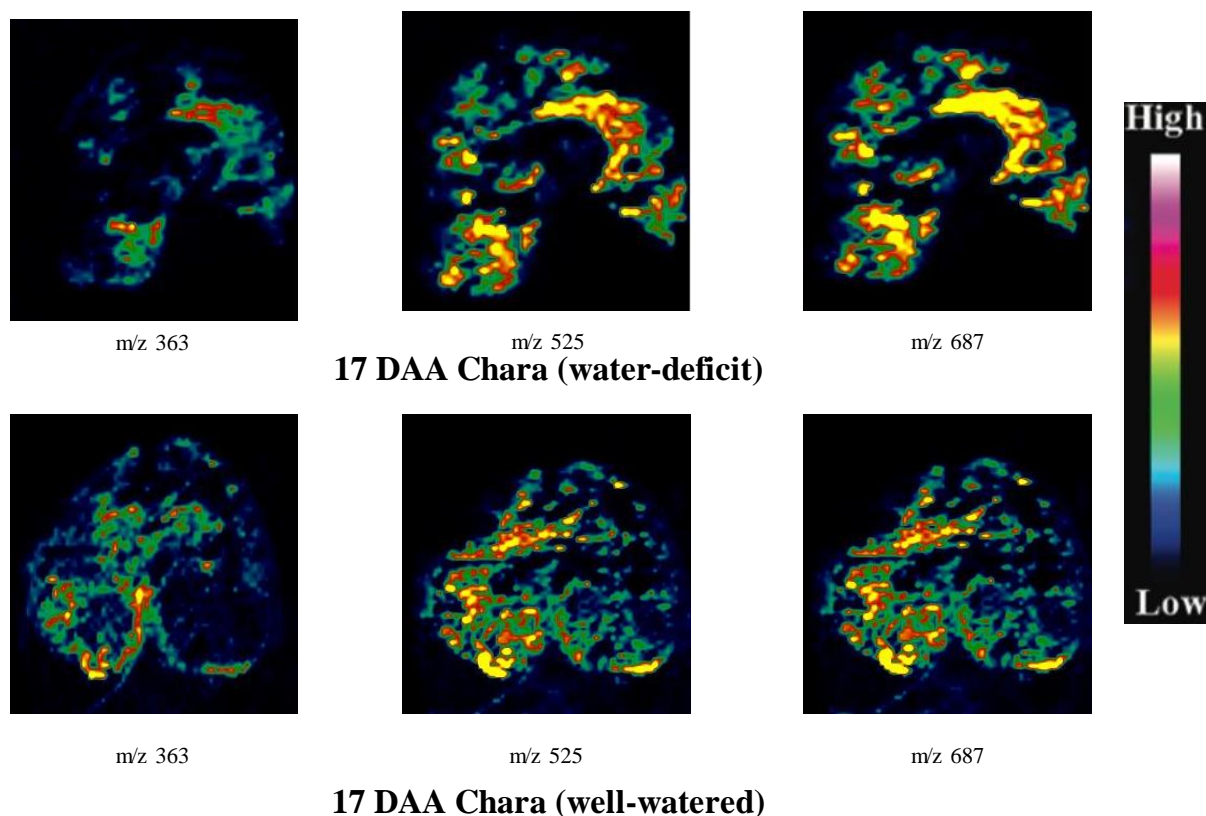 High
Low
m/z 363
m/z 525
m/z 687
17 DAA Chara (water-deficit)
m/z 363
m/z 525
m/z 687
17 DAA Chara (well-watered)